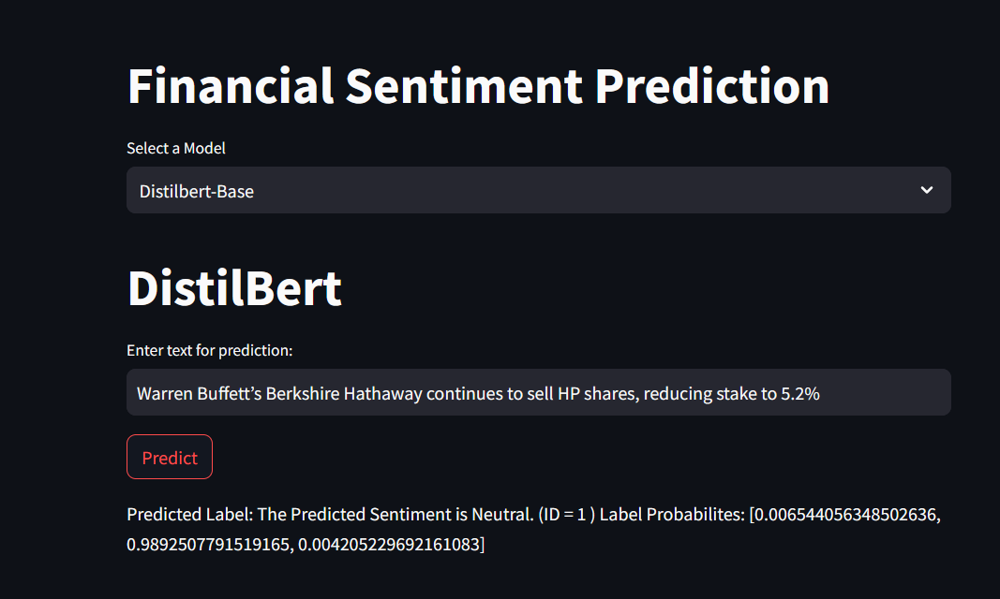 Financial Sentiment Prediction
Select a Model
Distilbert-Base
DistilBert
Enter text for prediction:
Warren Buffett’s Berkshire Hathaway continues to sell HP shares, reducing stake to 5.2%
Predict
Predicted Label: The Predicted Sentiment is Neutral. (ID = 1 ) Label Probabilites: [0.006544056348502636,
0.9892507791519165, 0.004205229692161083]